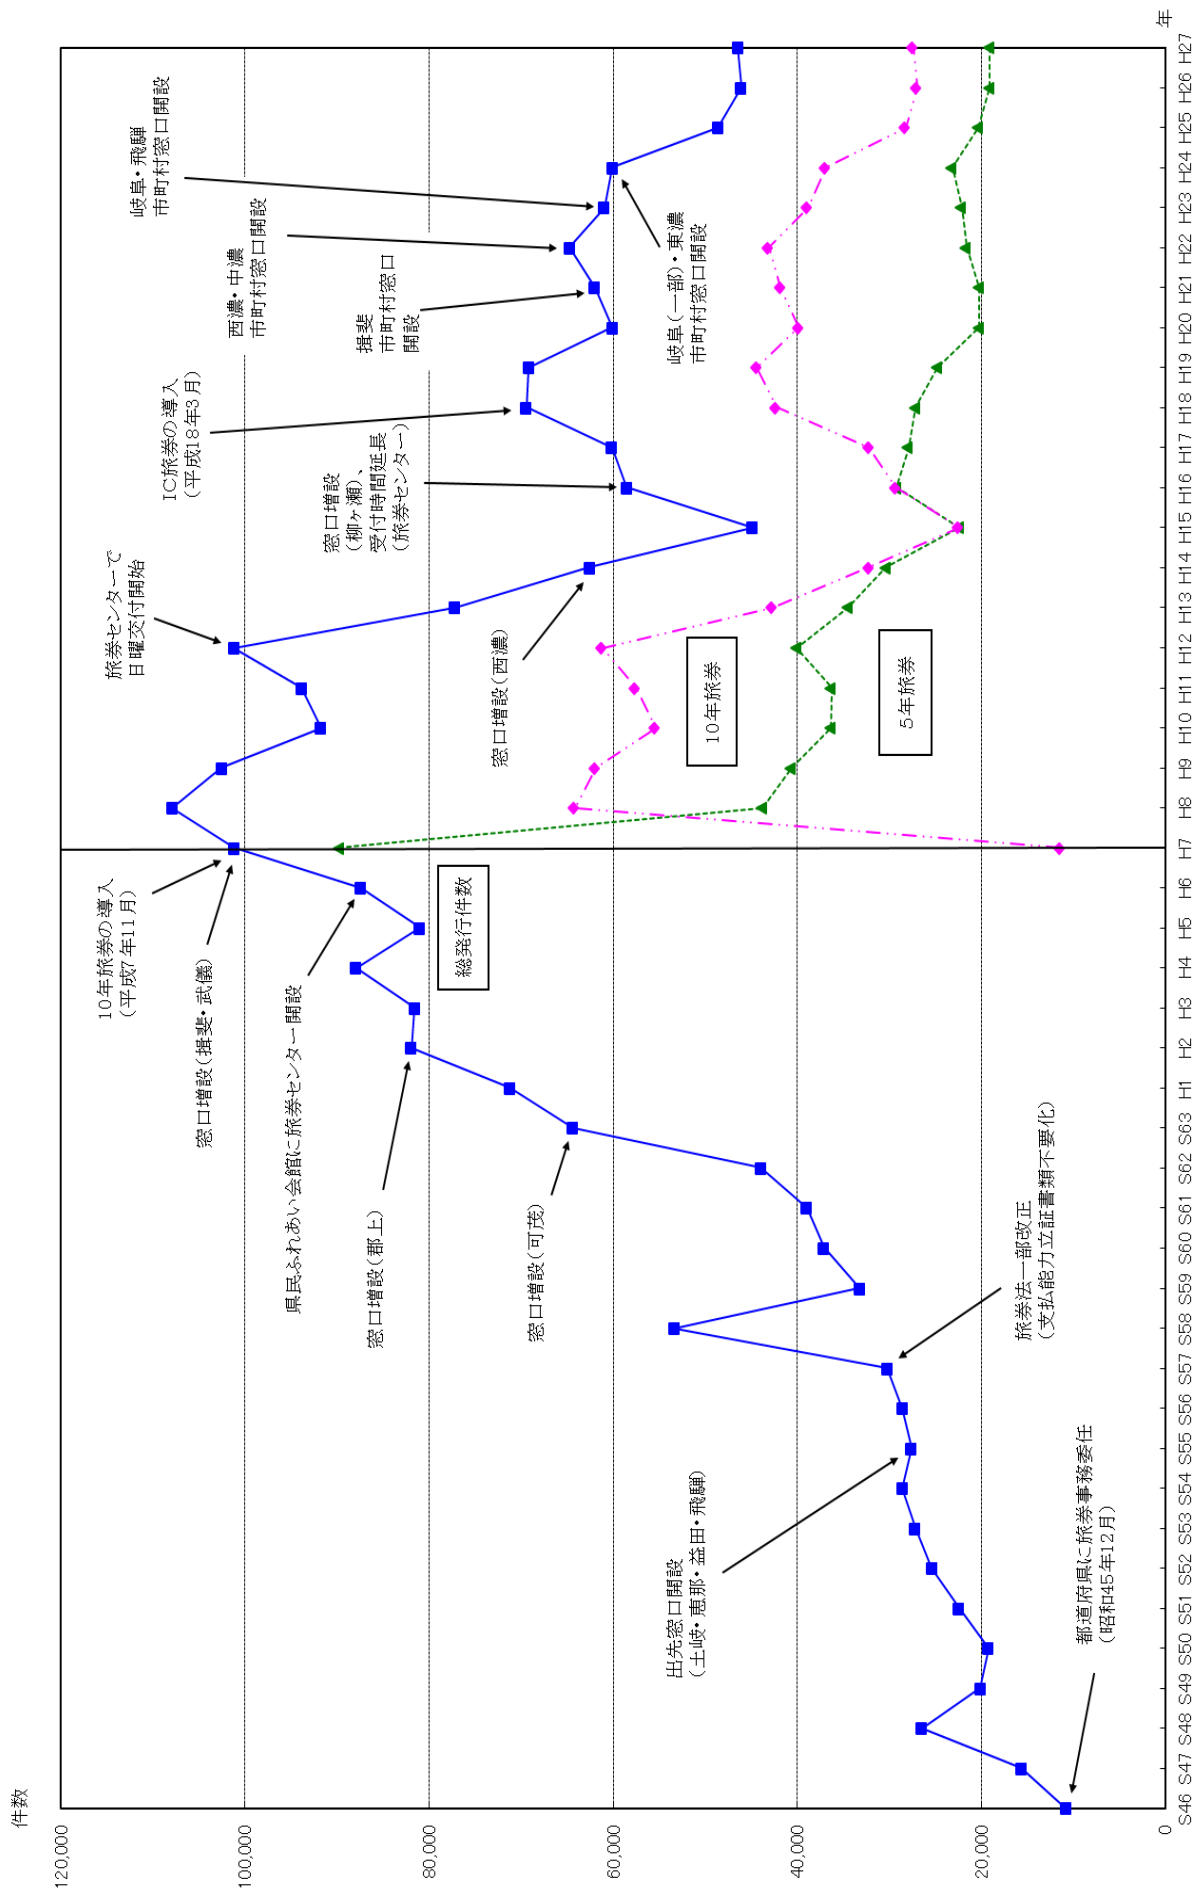 件数
120,000
100,000
80,000
60,000
40,000
20,000
0
都道府県に旅券事務委任
(昭和45年12月)
出先窓口開設
(土岐・恵那・益田・飛騨)
旅券法一部改正
(支払能力立証書類不要化)
窓口増設(可茂)
窓口増設(郡上)
県民ふれあい会館に旅券センター開設
窓口増設(揖斐・武儀)
10年旅券の導入
(平成7年11月)
総発行件数
旅券センターで
日曜交付開始
窓口増設(西濃)
10年旅券
5年旅券
窓口増設
(柳ヶ瀬)、
受付時間延長
(旅券センター)
IC旅券の導入
(平成18年3月)
揖斐
市町村窓口
開設
西濃・中濃
市町村窓口開設
岐阜・飛騨
市町村窓口開設
岐阜(一部)・東濃
市町村窓口開設
S46 S47 S48 S49 S50 S51 S52 S53 S54 S55 S56 S57 S58 S59 S60 S61 S62 S63 H1 H2 H3 H4 H5 H6 H7 H8 H9 H10 H11 H12 H13 H14 H15 H16 H17 H18 H19 H20 H21 H22 H23 H24 H25 H26 H27
年